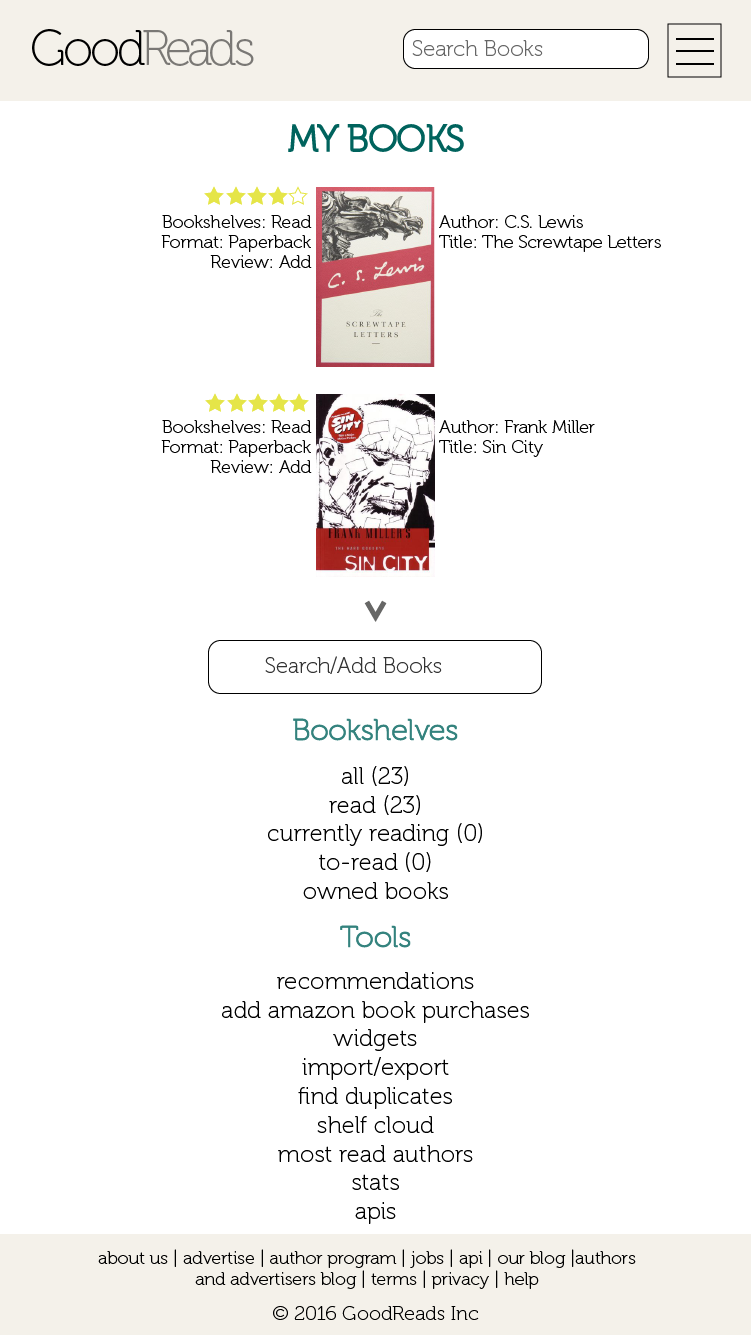 GoodReads
Search Books
MY BOOKS
Bookshelves: Read
Format: Paperback
Review: Add
C. S. Lewis
The
SCREWTAPE
LETTERS
Author: C.S. Lewis
Title: The Screwtape Letters
Bookshelves: Read
Format: Paperback
Review: Add
SIN
CITY
FRANK MILLER'S
THE HARD GOODBYE
SIN CITY
Author: Frank Miller
Title: Sin City
Search/Add Books
Bookshelves
all (23)
read (23)
currently reading (0)
to-read (0)
owned books
Tools
recommendations
add amazon book purchases
widgets
import/export
find duplicates
shelf cloud
most read authors
stats
apis
about us | advertise | author program | jobs | api | our blog |authors
and advertisers blog | terms | privacy | help
© 2016 GoodReads Inc